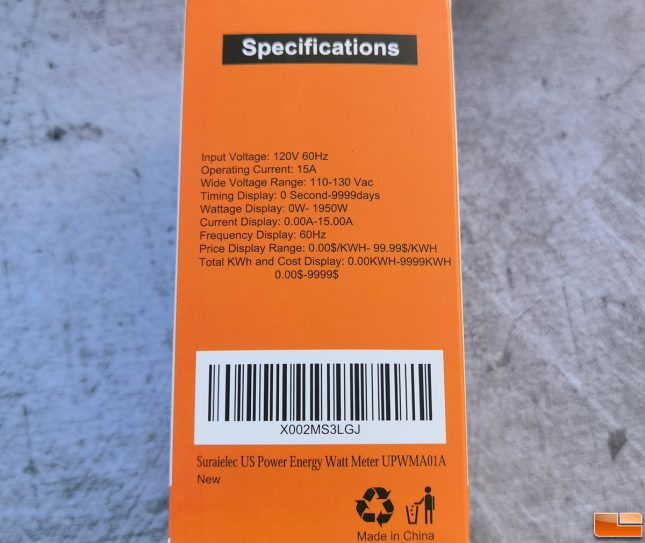 Specifications
Input Voltage: 120V 60Hz
Operating Current: 15A
Wide Voltage Range: 110-130 Vac
Timing Display: 0 Second-9999days
Wattage Display: 0W- 1950W
Current Display: 0.00A-15.00A
Frequency Display: 60Hz
Price Display Range: 0.00$/KWH- 99.99$/KWH
Total KWh and Cost Display: 0.00KWH-9999KWH
0.00$-9999$
X002MS3LGJ
Suraielec US Power Energy Watt Meter UPWMA01A
New
Made in China